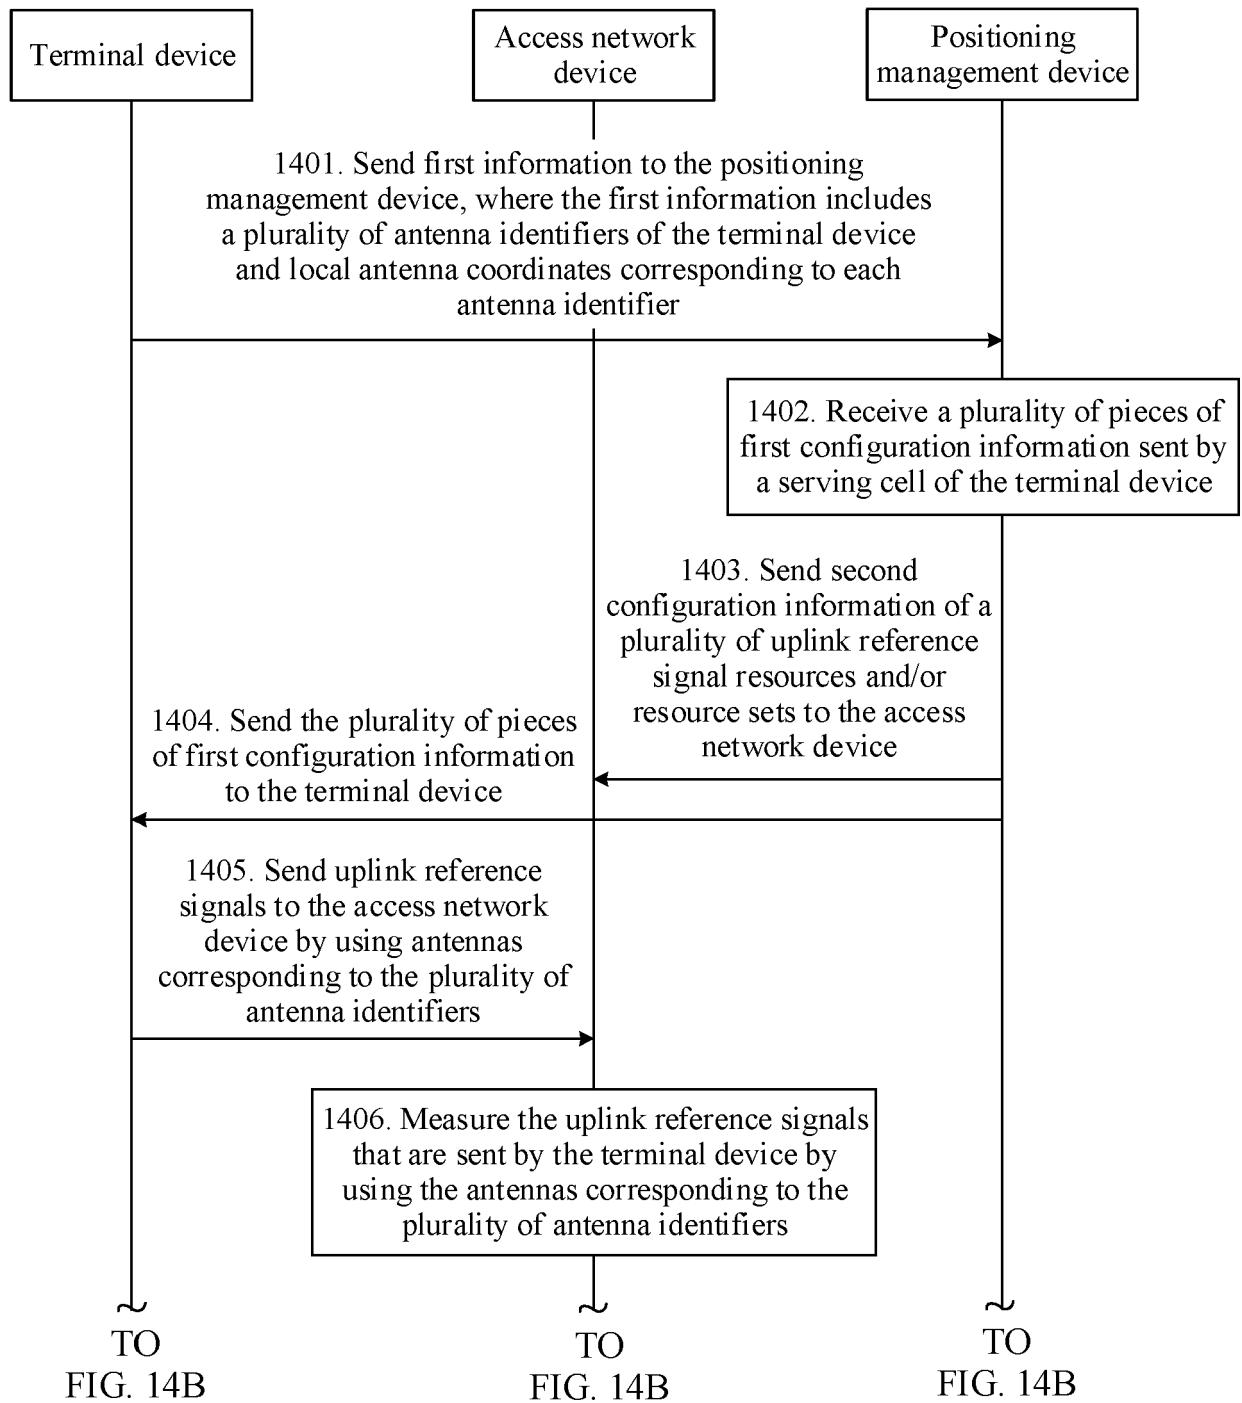 Terminal device
Access network
device
Positioning
management device
1401. Send first information to the positioning
management device, where the first information includes
a plurality of antenna identifiers of the terminal device
and local antenna coordinates corresponding to each
antenna identifier
1402. Receive a plurality of pieces of
first configuration information sent by
a serving cell of the terminal device
1403. Send second
configuration information of a
plurality of uplink reference
signal resources and/or
resource sets to the access
network device
1404. Send the plurality of pieces
of first configuration information
to the terminal device
1405. Send uplink reference
signals to the access network
device by using antennas
corresponding to the plurality of
antenna identifiers
1406. Measure the uplink reference signals
that are sent by the terminal device by
using the antennas corresponding to the
plurality of antenna identifiers
TO
FIG. 14B
TO
FIG. 14B
TO
FIG. 14B